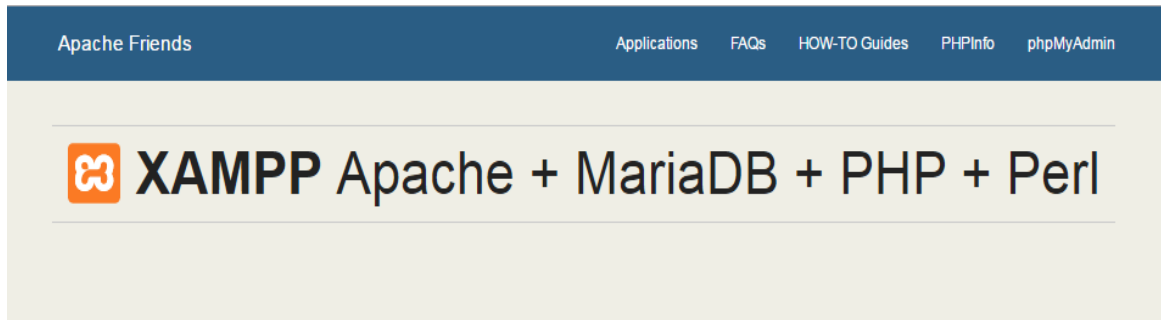 Apache Friends Applications FAQs HOW-TO Guides PHPInfo phpMyAdmin
XAMPP Apache + MariaDB + PHP + Perl